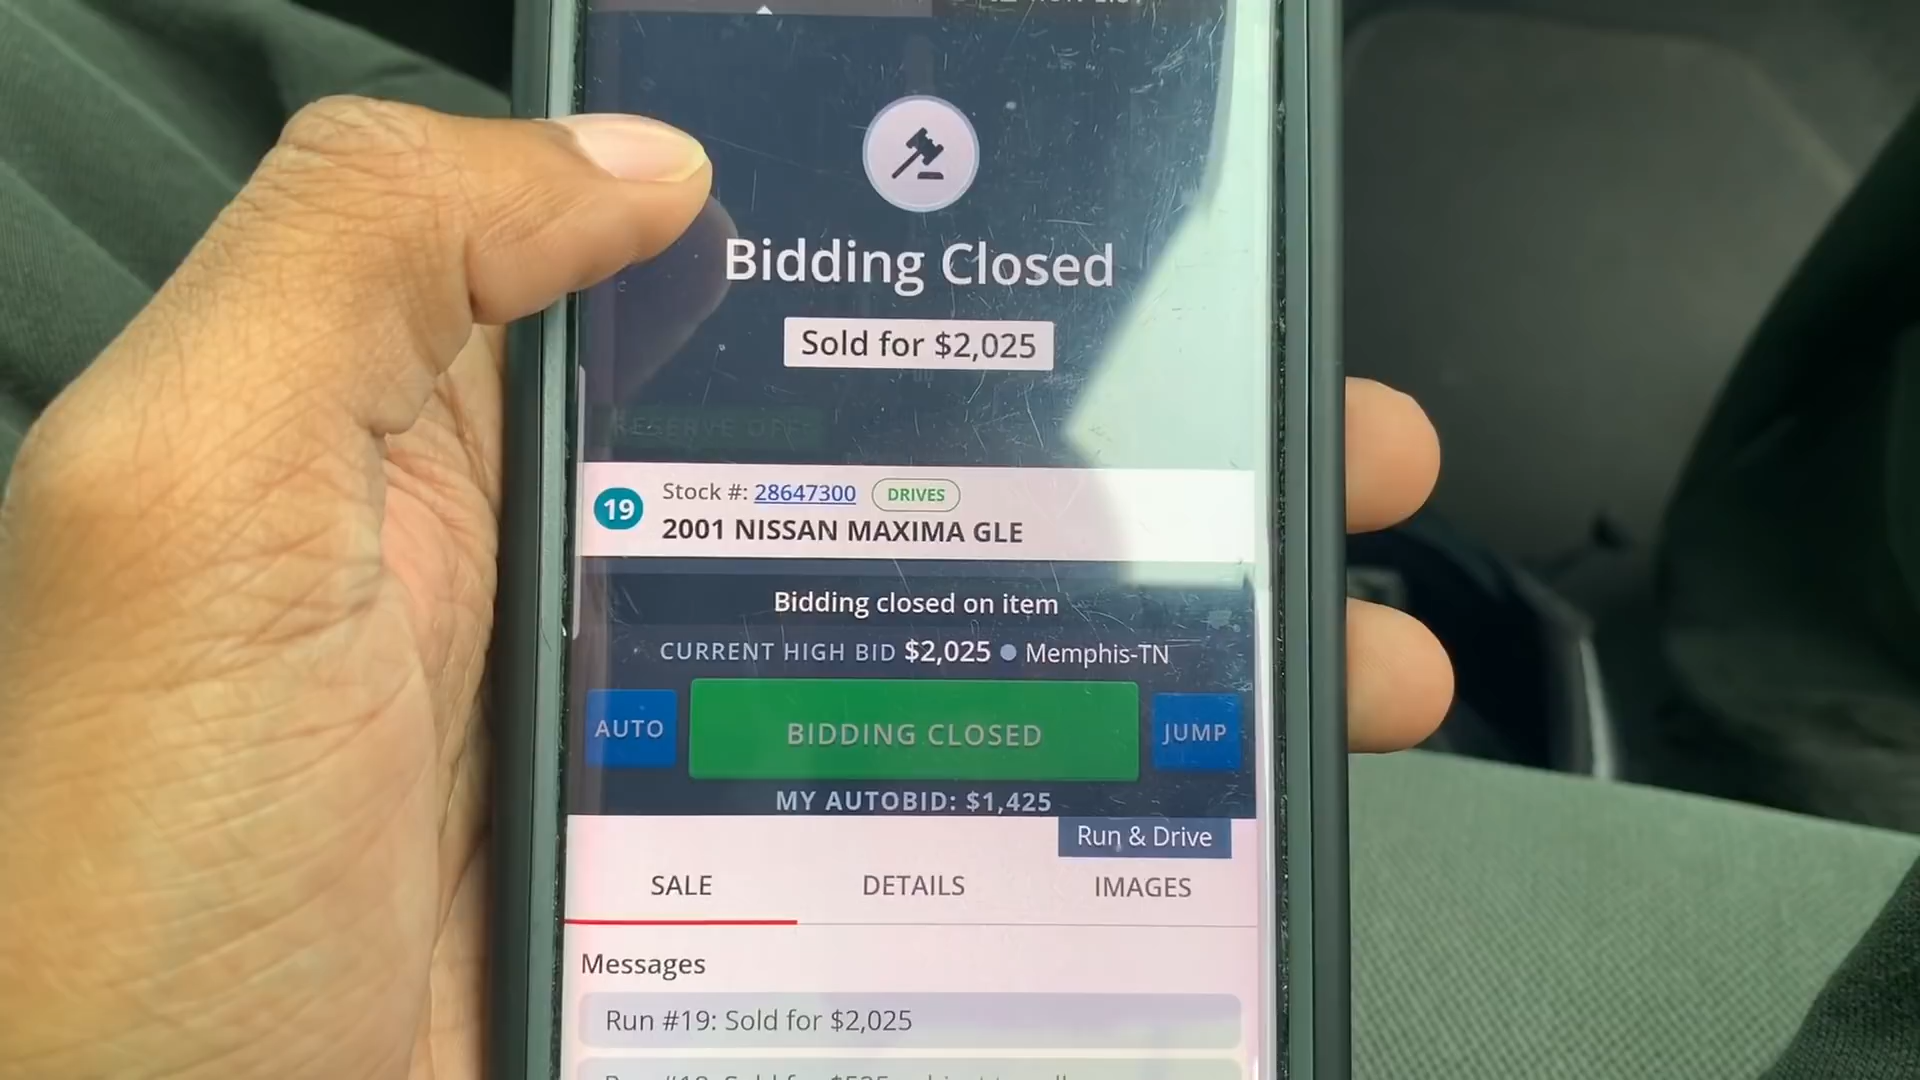 Bidding Closed
Sold for $2,025
RESERVE OFF
19
Stock #: 28647300 DRIVES
2001 NISSAN MAXIMA GLE
Bidding closed on item
CURRENT HIGH BID $2,025 Memphis-TN
AUTO
BIDDING CLOSED
JUMP
MY AUTOBID: $1,425
Run & Drive
SALE
DETAILS
IMAGES
Messages
Run #19: Sold for $2,025